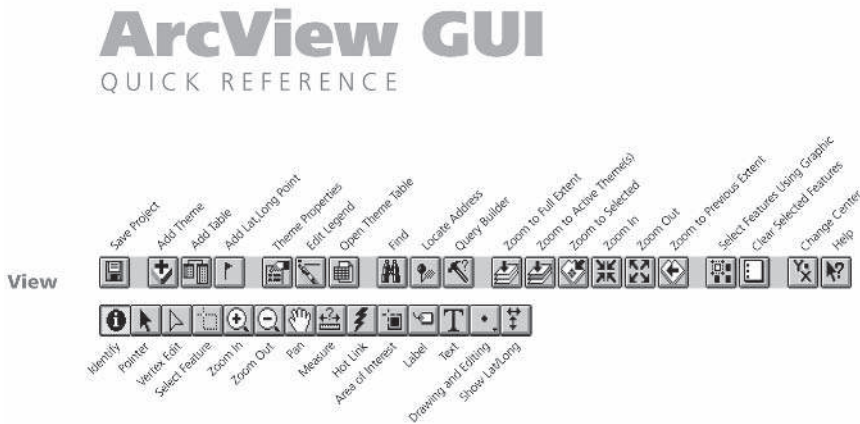 ArcView GUI
QUICK REFERENCE
Save Project
Add Theme
Add Table
Add Lat,Long Point
Theme Properties
Edit Legend
Open Theme Table
Find
Locate Address
Query Builder
Zoom to Full Extent
Zoom to Active Theme(s)
Zoom to Selected
Zoom In
Zoom Out
Zoom to Previous Extent
Select Features Using Graphic
Clear Selected Features
Change Center
Help
View
Identify
Pointer
Vertex Edit
Select Feature
Zoom In
Zoom Out
Pan
Measure
Hot Link
Area of Interest
Label
Text
Drawing and Editing
Show Lat/Long